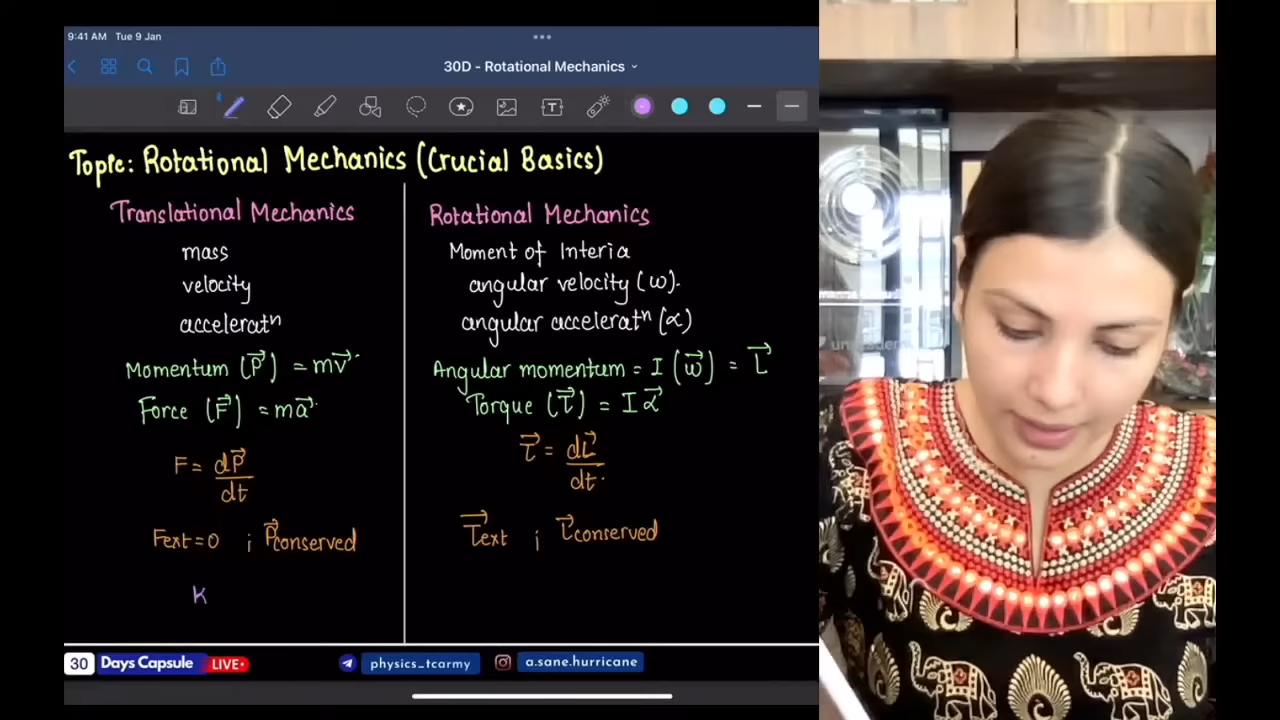 9:41 AM Tue 9 Jan
30D - Rotational Mechanics
Topic: Rotational Mechanics (Crucial Basics)
Translational Mechanics
mass
velocity
acceleratⁿ
Momentum (P⃗) = mv⃗
Force (F⃗) = ma⃗
F = dP⃗/dt
Fext = 0 ; P⃗ conserved
K
Rotational Mechanics
Moment of Interia
angular velocity (ω).
angular acceleratⁿ (α)
Angular momentum = I (ω⃗) = L⃗
Torque (τ⃗) = Iα⃗
τ⃗ = dL⃗/dt
τ⃗ext ; L⃗ conserved
30 Days Capsule LIVE
physics_tcarmy
a.sane.hurricane